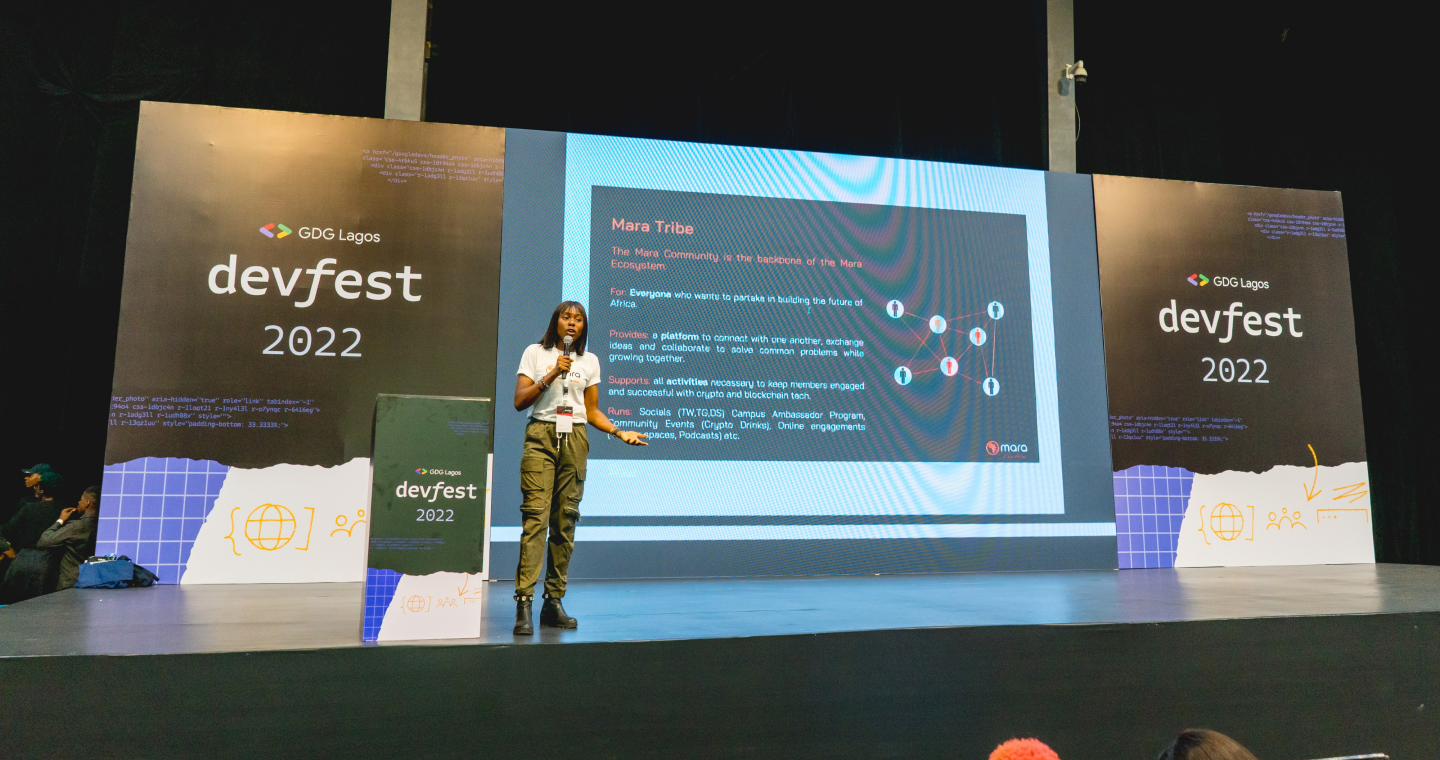 GDG Lagos
devfest
2022
Mara Tribe
The Mara Community is the backbone of the Mara
Ecosystem
For: Everyone who wants to partake in building the future of
Africa.
Provides: a platform to connect with one another, exchange
ideas and collaborate to solve common problems while
growing together.
Supports: all activities necessary to keep members engaged
and successful with crypto and blockchain tech.
Runs: Socials (TW,TG,DS) Campus Ambassador Program,
Community Events (Crypto Drinks), Online engagements
spaces, Podcasts) etc.
mara
GDG Lagos
devfest
2022
GDG Lagos
devfest
2022